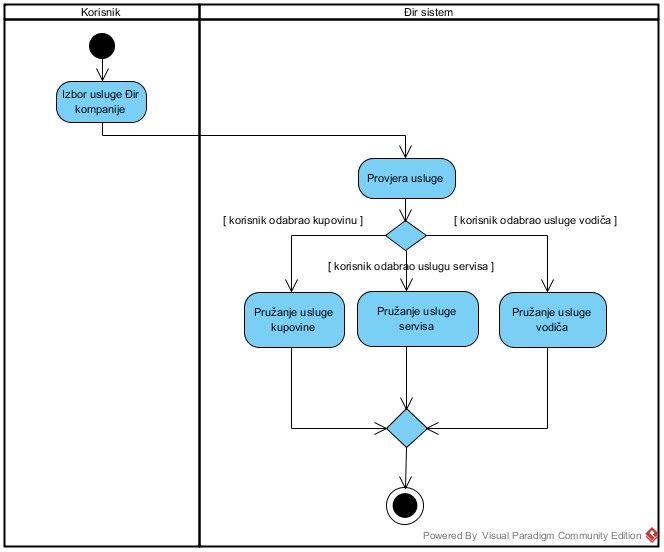 Korisnik
Đir sistem
Izbor usluge Đir
kompanije
Provjera usluge
[ korisnik odabrao kupovinu ]
[ korisnik odabrao usluge vodiča ]
[ korisnik odabrao uslugu servisa ]
Pružanje usluge
kupovine
Pružanje usluge
servisa
Pružanje usluge
vodiča
Powered By Visual Paradigm Community Edition